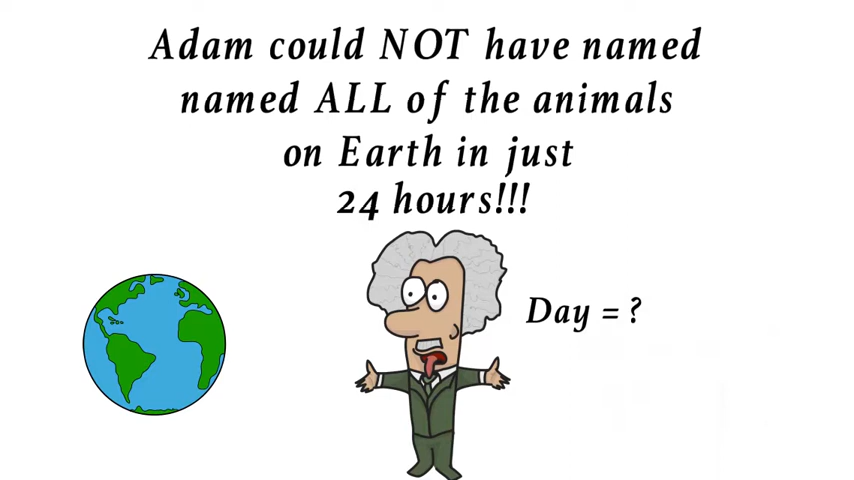 Adam could NOT have named
named ALL of the animals
on Earth in just
24 hours!!!
Day = ?